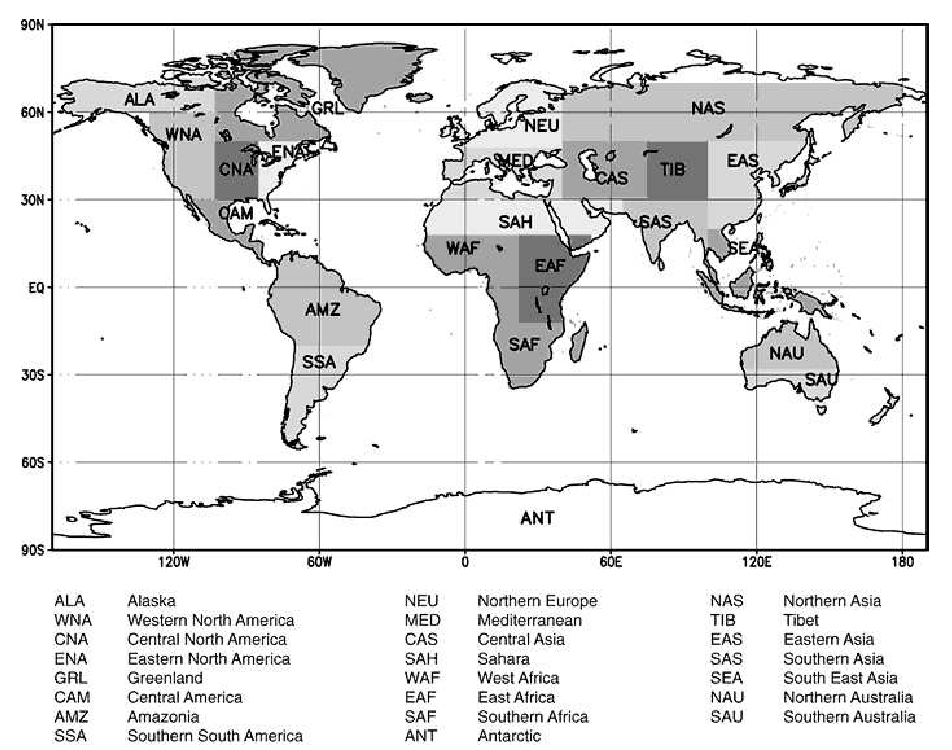 90N
ALA
GRL
NAS
60N
WNA
NEU
ENA
MED
EAS
CNA
CAS
TIB
30N
CAM
SAH
SAS
WAF
SEA
EAF
EQ
AMZ
SAF
NAU
SSA
30S
SAU
60S
ANT
90S
120W 60W 0 60E 120E 180 190
ALA Alaska NEU Northern Europe NAS Northern Asia
WNA Western North America MED Mediterranean TIB Tibet
CNA Central North America CAS Central Asia EAS Eastern Asia
ENA Eastern North America SAH Sahara SAS Southern Asia
GRL Greenland WAF West Africa SEA South East Asia
CAM Central America EAF East Africa NAU Northern Australia
AMZ Amazonia SAF Southern Africa SAU Southern Australia
SSA Southern South America ANT Antarctic